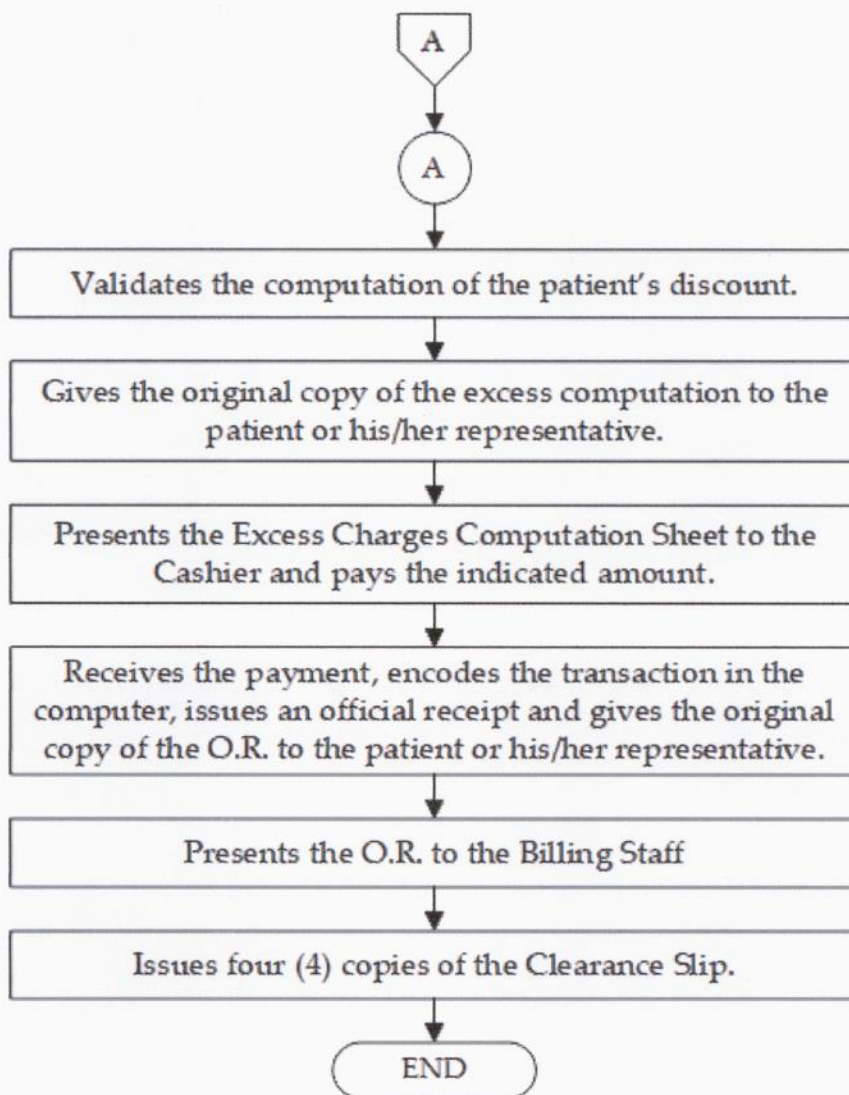 A
A
Validates the computation of the patient's discount.
Gives the original copy of the excess computation to the
patient or his/her representative.
Presents the Excess Charges Computation Sheet to the
Cashier and pays the indicated amount.
Receives the payment, encodes the transaction in the
computer, issues an official receipt and gives the original
copy of the O.R. to the patient or his/her representative.
Presents the O.R. to the Billing Staff
Issues four (4) copies of the Clearance Slip.
END